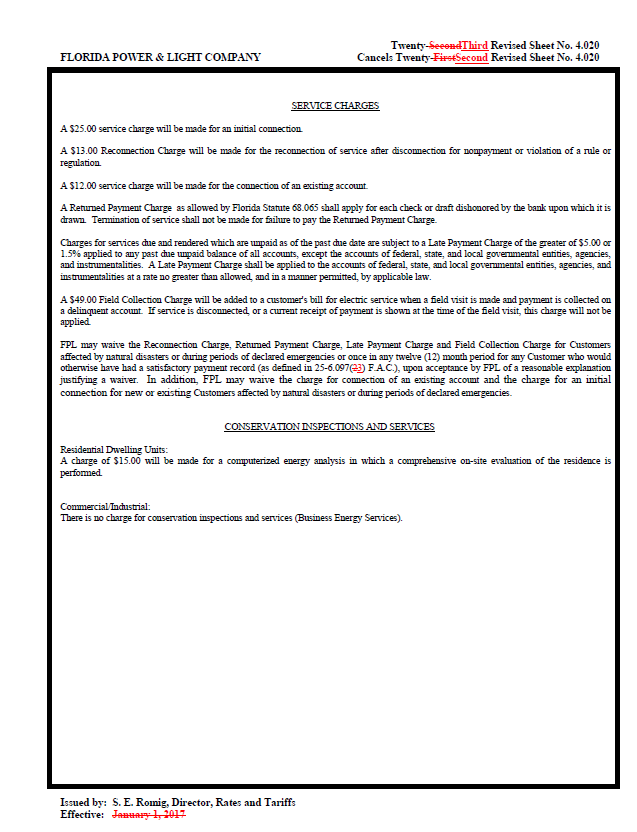 Twenty-SecondThird Revised Sheet No. 4.020
FLORIDA POWER & LIGHT COMPANY Cancels Twenty-FirstSecond Revised Sheet No. 4.020
SERVICE CHARGES
A $25.00 service charge will be made for an initial connection.
A $13.00 Reconnection Charge will be made for the reconnection of service after disconnection for nonpayment or violation of a rule or
regulation.
A $12.00 service charge will be made for the connection of an existing account.
A Returned Payment Charge as allowed by Florida Statute 68.065 shall apply for each check or draft dishonored by the bank upon which it is
drawn. Termination of service shall not be made for failure to pay the Returned Payment Charge.
Charges for services due and rendered which are unpaid as of the past due date are subject to a Late Payment Charge of the greater of $5.00 or
1.5% applied to any past due unpaid balance of all accounts, except the accounts of federal, state, and local governmental entities, agencies,
and instrumentalities. A Late Payment Charge shall be applied to the accounts of federal, state, and local governmental entities, agencies, and
instrumentalities at a rate no greater than allowed, and in a manner permitted, by applicable law.
A $49.00 Field Collection Charge will be added to a customer's bill for electric service when a field visit is made and payment is collected on
a delinquent account. If service is disconnected, or a current receipt of payment is shown at the time of the field visit, this charge will not be
applied.
FPL may waive the Reconnection Charge, Returned Payment Charge, Late Payment Charge and Field Collection Charge for Customers
affected by natural disasters or during periods of declared emergencies or once in any twelve (12) month period for any Customer who would
otherwise have had a satisfactory payment record (as defined in 25-6.097(23) F.A.C.), upon acceptance by FPL of a reasonable explanation
justifying a waiver. In addition, FPL may waive the charge for connection of an existing account and the charge for an initial
connection for new or existing Customers affected by natural disasters or during periods of declared emergencies.
CONSERVATION INSPECTIONS AND SERVICES
Residential Dwelling Units:
A charge of $15.00 will be made for a computerized energy analysis in which a comprehensive on-site evaluation of the residence is
performed.
Commercial/Industrial:
There is no charge for conservation inspections and services (Business Energy Services).
Issued by: S. E. Romig, Director, Rates and Tariffs
Effective: January 1, 2017